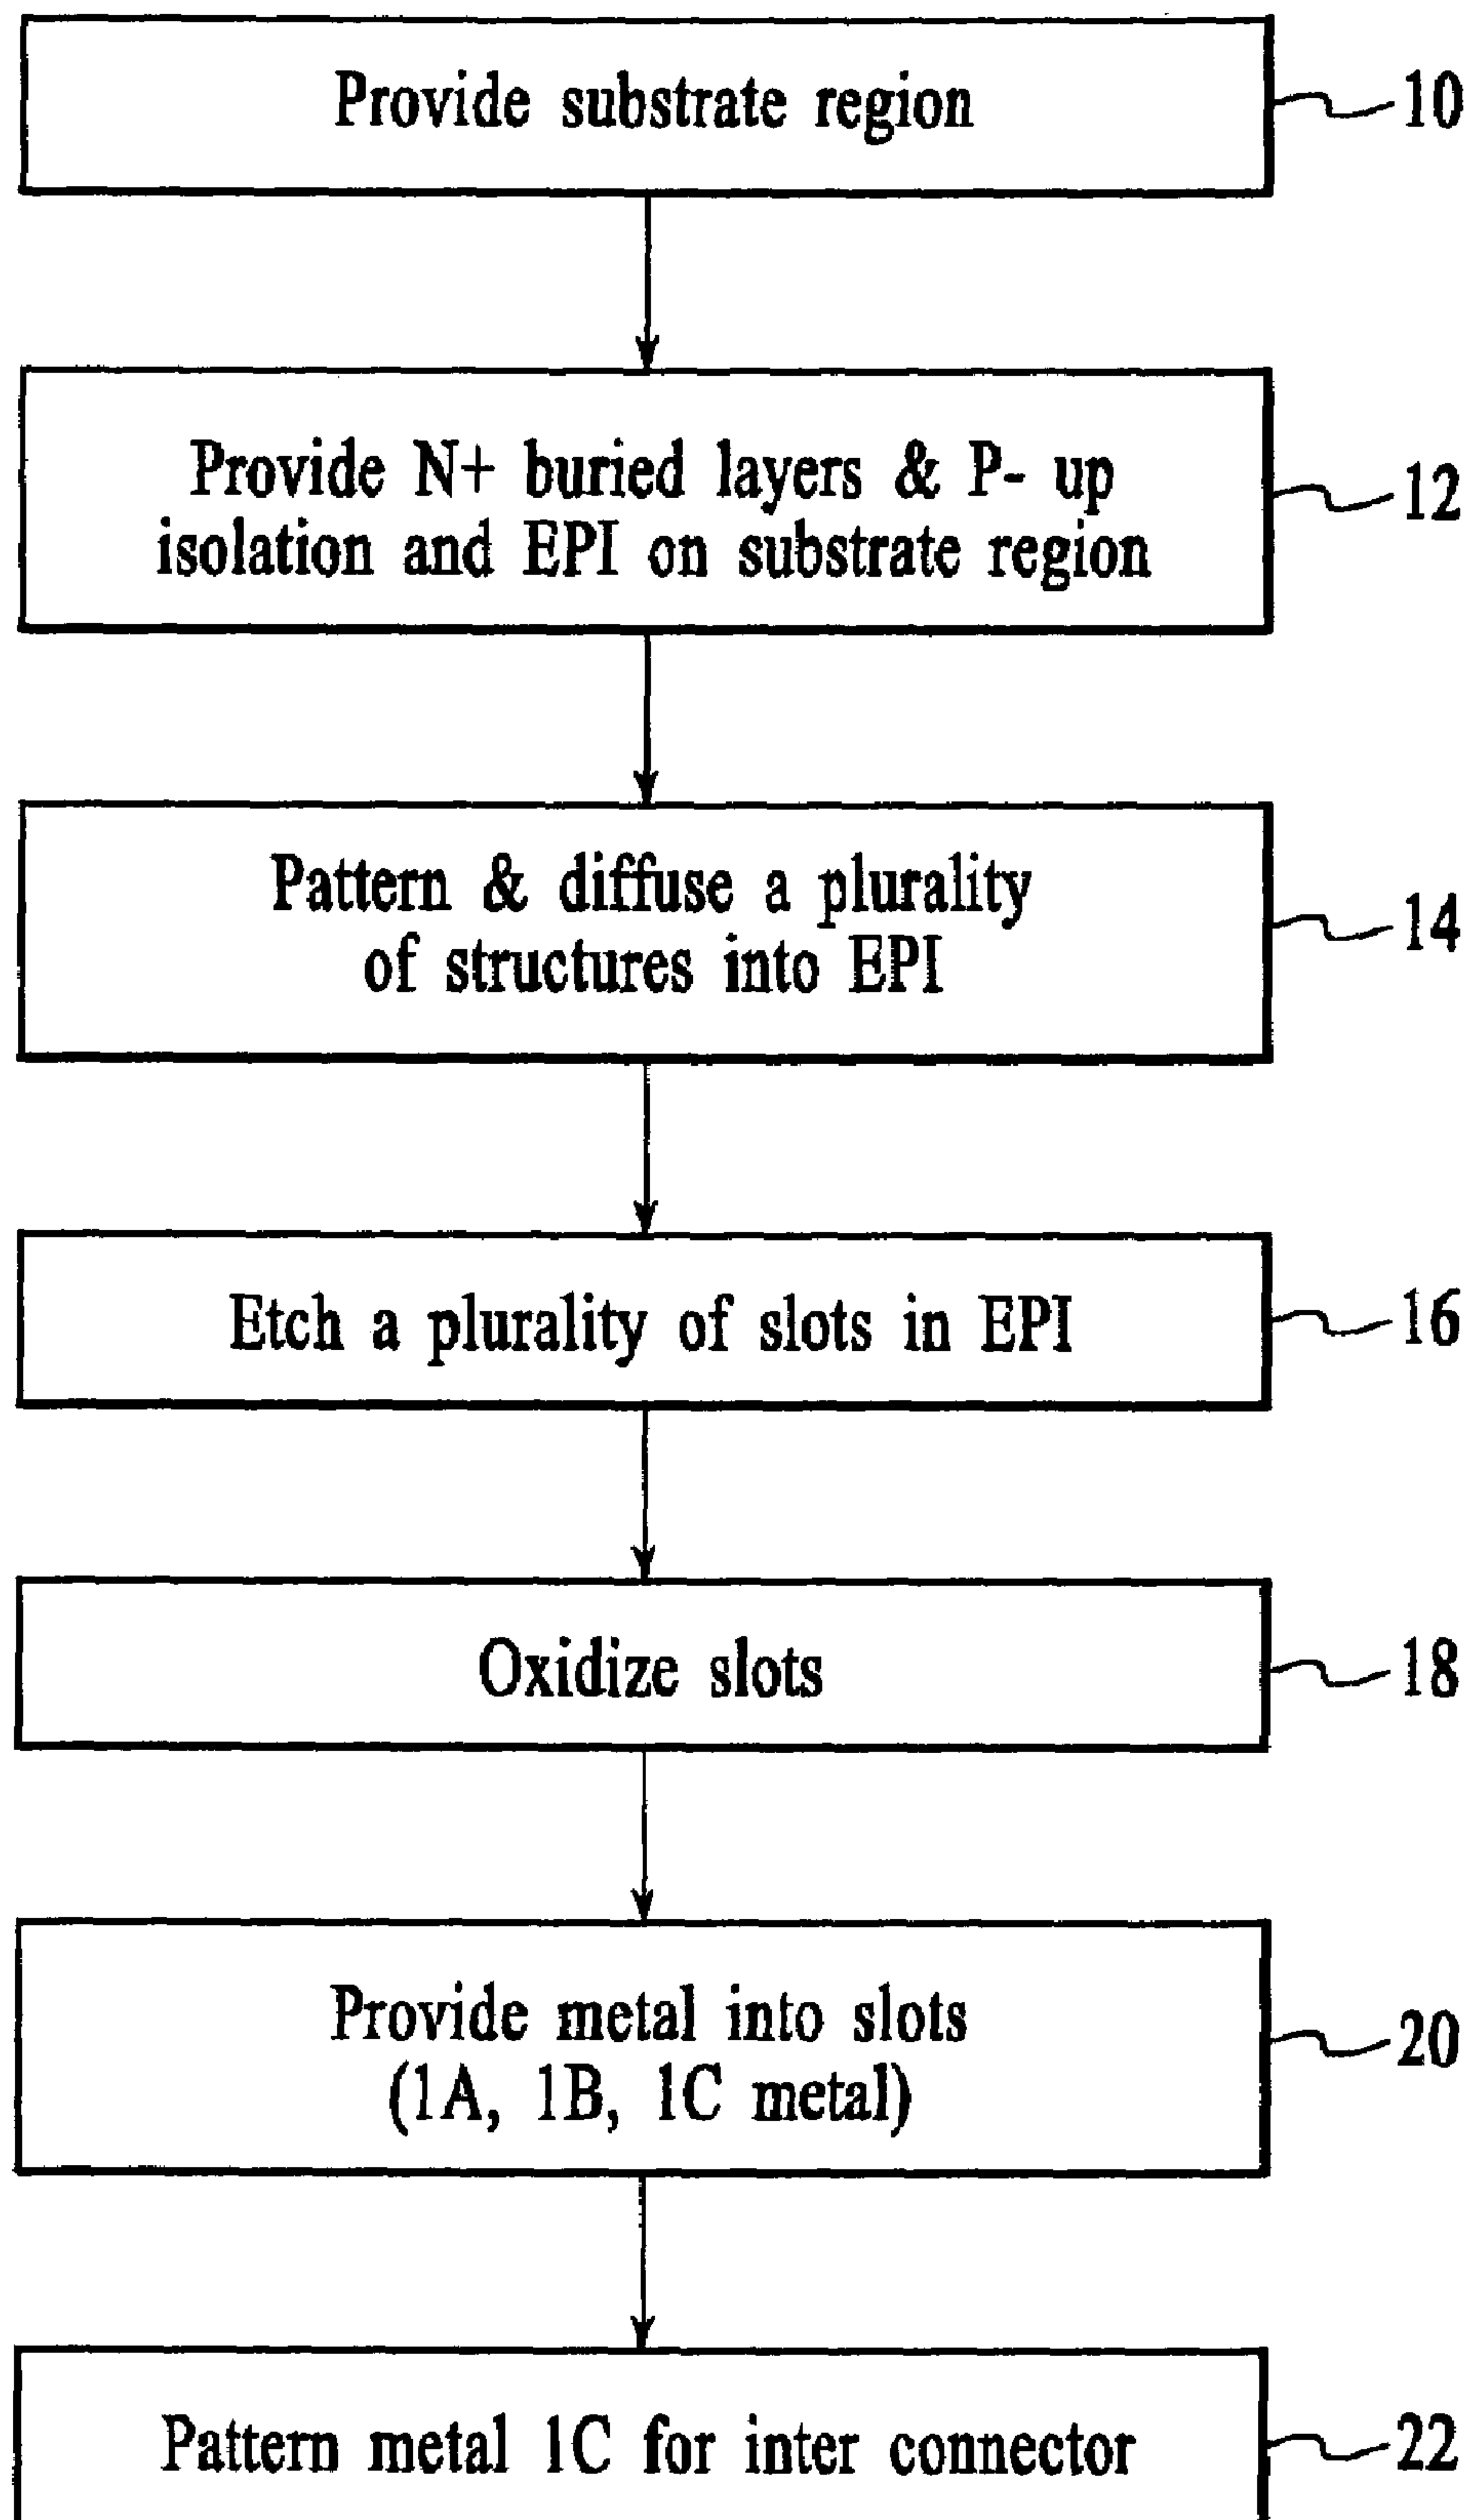 Provide substrate region
10
Provide N+ buried layers & P- up
isolation and EPI on substrate region
12
Pattern & diffuse a plurality
of structures into EPI
14
Etch a plurality of slots in EPI
16
Oxidize slots
18
Provide metal into slots
(1A, 1B, 1C metal)
20
Pattern metal 1C for inter connector
22